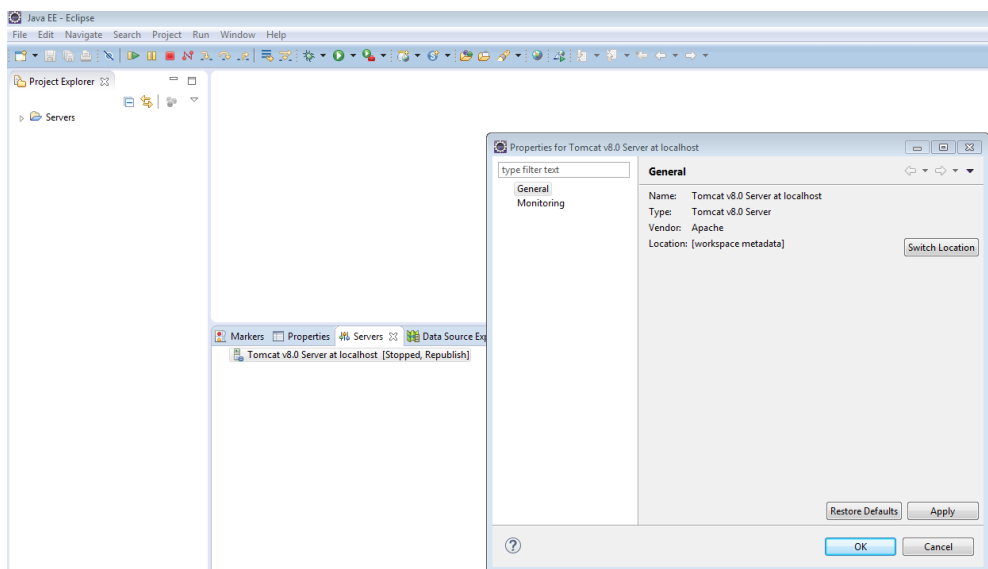 Java EE - Eclipse
File Edit Navigate Search Project Run Window Help
Project Explorer
Servers
Properties for Tomcat v8.0 Server at localhost
type filter text
General
Monitoring
General
Name: Tomcat v8.0 Server at localhost
Type: Tomcat v8.0 Server
Vendor: Apache
Location: [workspace metadata]
Switch Location
Markers Properties Servers Data Source Exp
Tomcat v8.0 Server at localhost [Stopped, Republish]
Restore Defaults Apply
OK Cancel